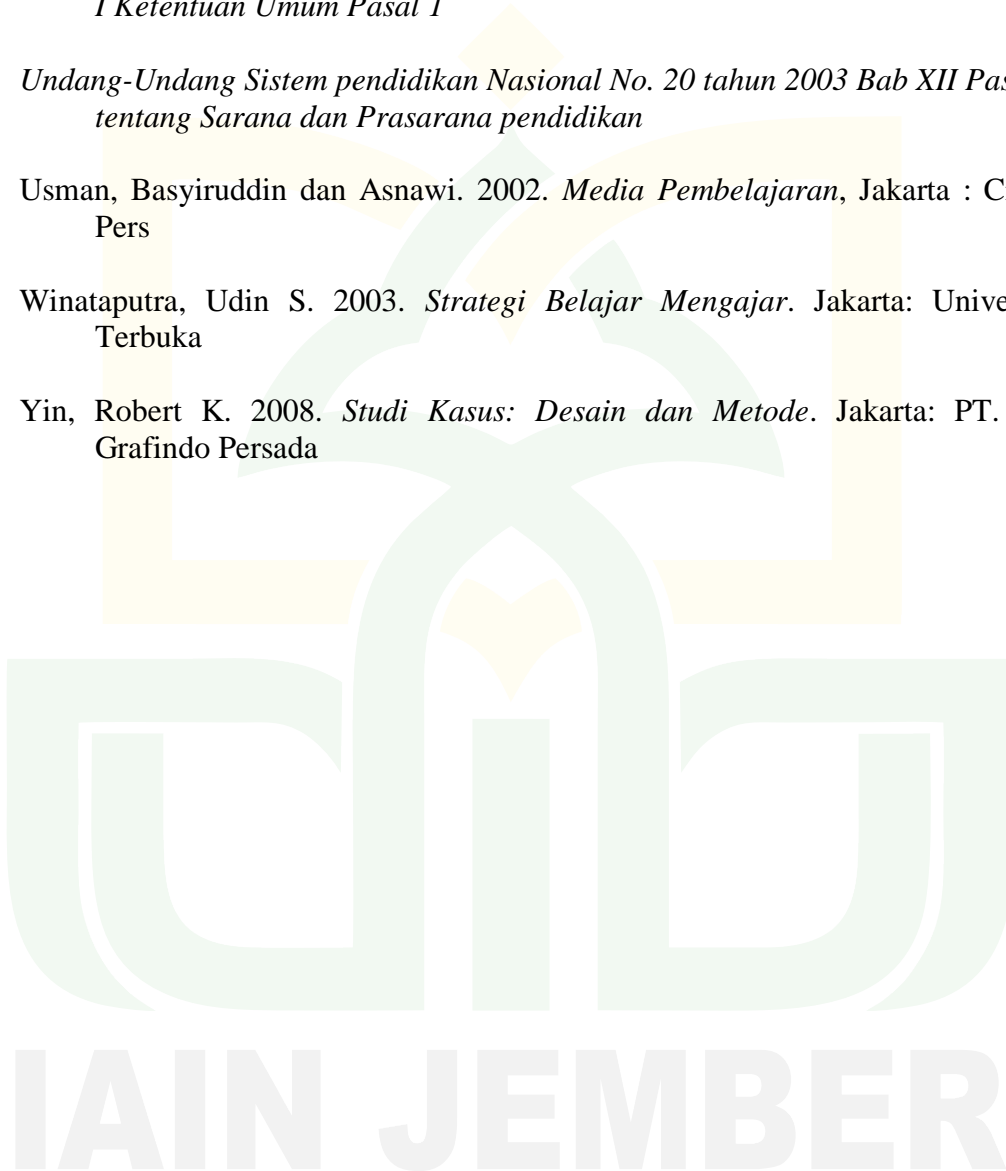 I Ketentuan Umum Pasal 1
Undang-Undang Sistem pendidikan Nasional No. 20 tahun 2003 Bab XII
tentang Sarana dan Prasarana pendidikan
Usman, Basyiruddin dan Asnawi. 2002. Media Pembelajaran, Jakarta :
Pers
Winataputra, Udin S. 2003. Strategi Belajar Mengajar. Jakarta:
Terbuka
Yin, Robert K. 2008. Studi Kasus: Desain dan Metode. Jakarta: PT.
Grafindo Persada
IAIN JEMBER